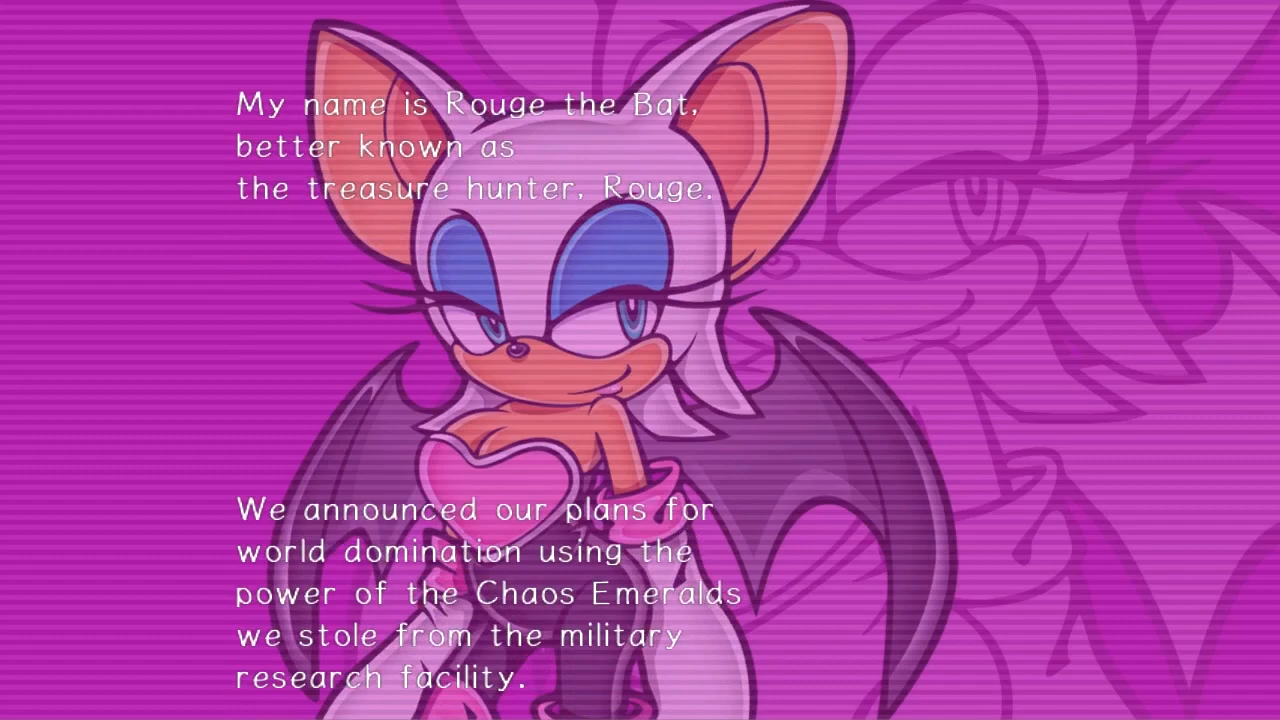 My name is Rouge the Bat,
better known as
the treasure hunter, Rouge.
We announced our plans for
world domination using the
power of the Chaos Emeralds
we stole from the military
research facility.